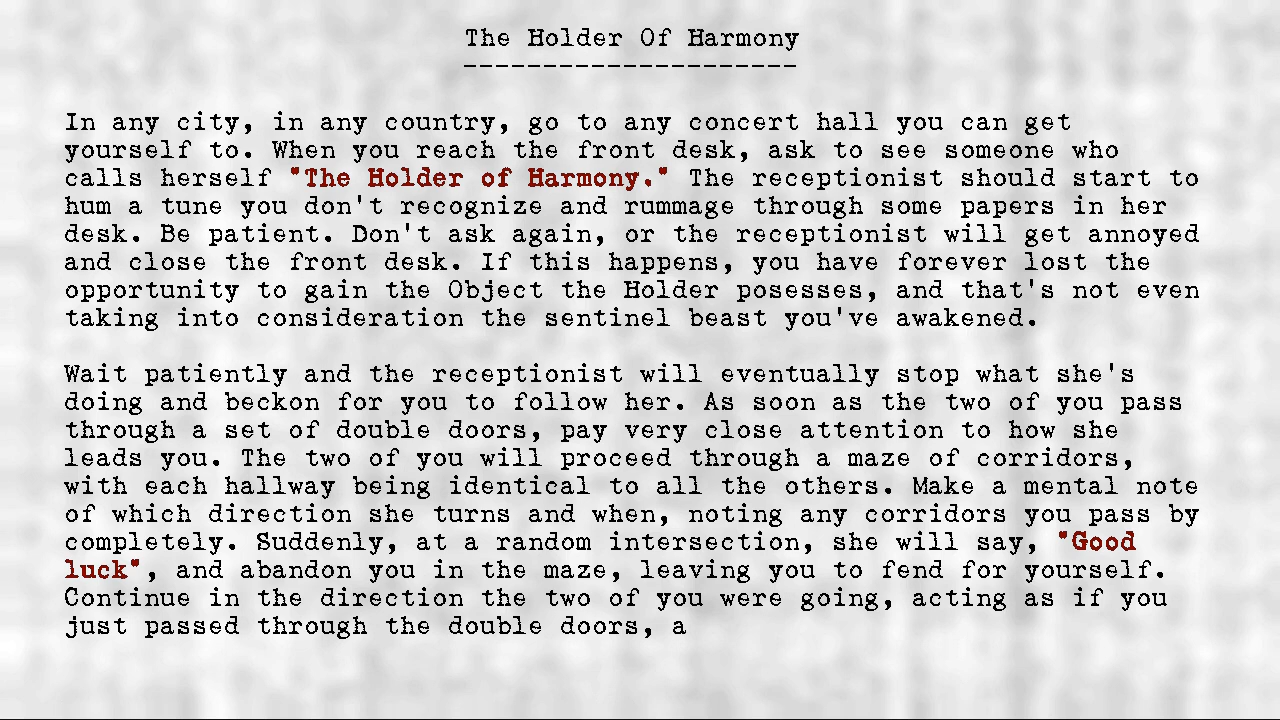 The Holder Of Harmony
---------------------
In any city, in any country, go to any concert hall you can get
yourself to. When you reach the front desk, ask to see someone who
calls herself "The Holder of Harmony." The receptionist should start to
hum a tune you don't recognize and rummage through some papers in her
desk. Be patient. Don't ask again, or the receptionist will get annoyed
and close the front desk. If this happens, you have forever lost the
opportunity to gain the Object the Holder posesses, and that's not even
taking into consideration the sentinel beast you've awakened.
Wait patiently and the receptionist will eventually stop what she's
doing and beckon for you to follow her. As soon as the two of you pass
through a set of double doors, pay very close attention to how she
leads you. The two of you will proceed through a maze of corridors,
with each hallway being identical to all the others. Make a mental note
of which direction she turns and when, noting any corridors you pass by
completely. Suddenly, at a random intersection, she will say, "Good
luck", and abandon you in the maze, leaving you to fend for yourself.
Continue in the direction the two of you were going, acting as if you
just passed through the double doors, a